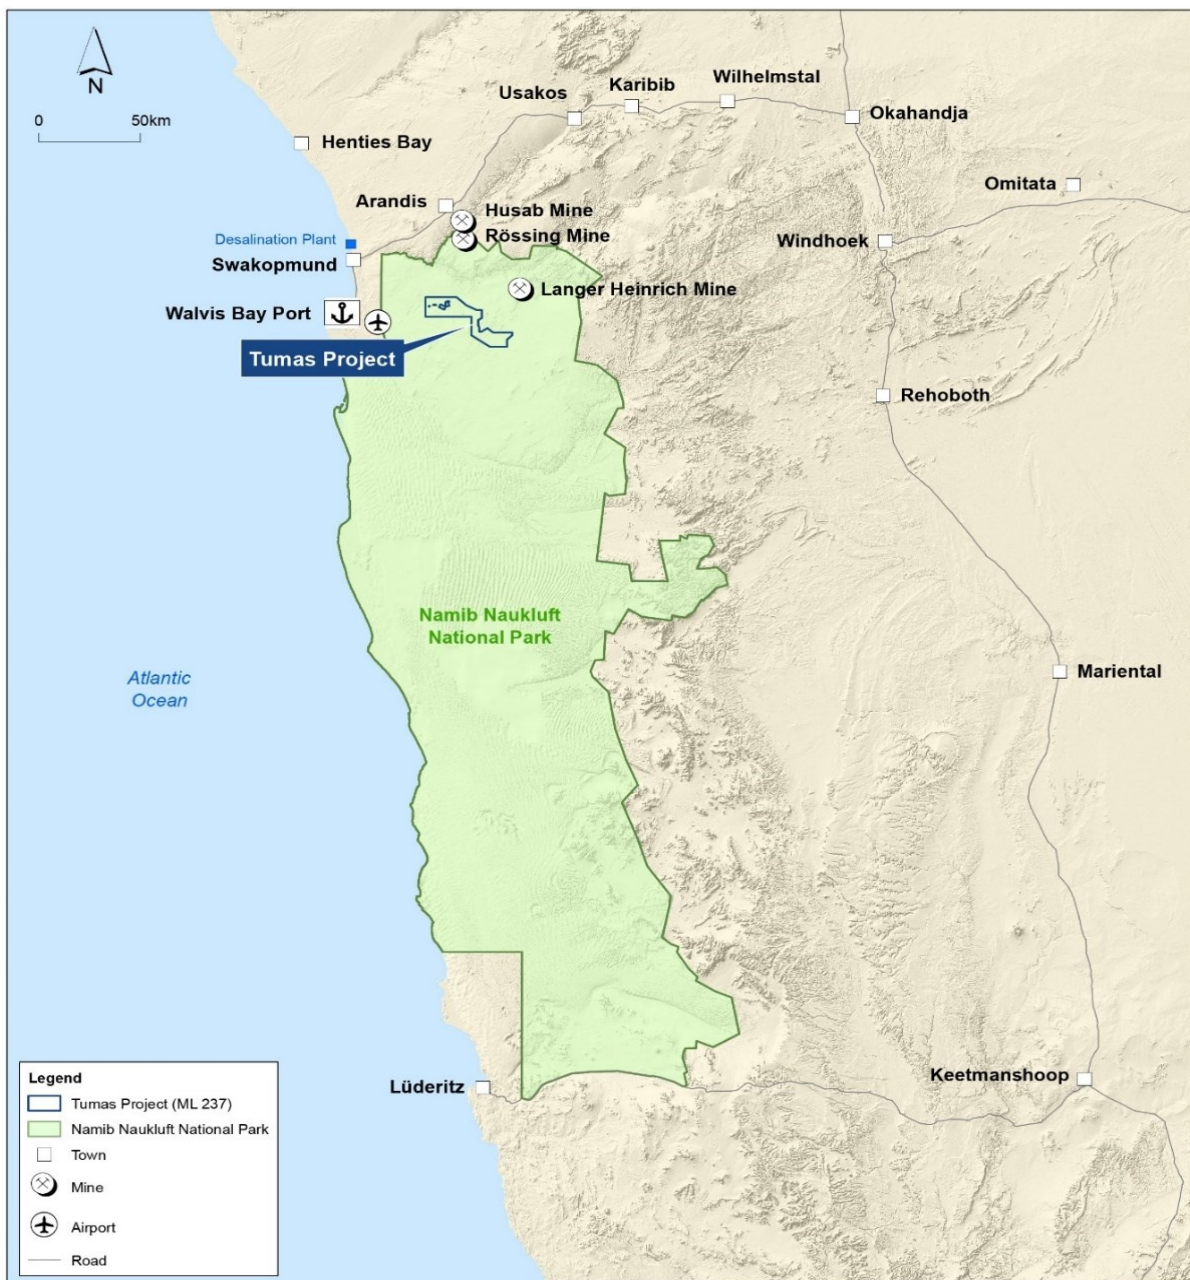 N
0 50km
Usakos
Karibib
Wilhelmstal
Okahandja
Henties Bay
Omitata
Arandis
Husab Mine
Rössing Mine
Desalination Plant
Swakopmund
Windhoek
Langer Heinrich Mine
Walvis Bay Port
Tumas Project
Rehoboth
Namib Naukluft
National Park
Atlantic
Ocean
Mariental
Lüderitz
Keetmanshoop
Legend
Tumas Project (ML 237)
Namib Naukluft National Park
Town
Mine
Airport
Road